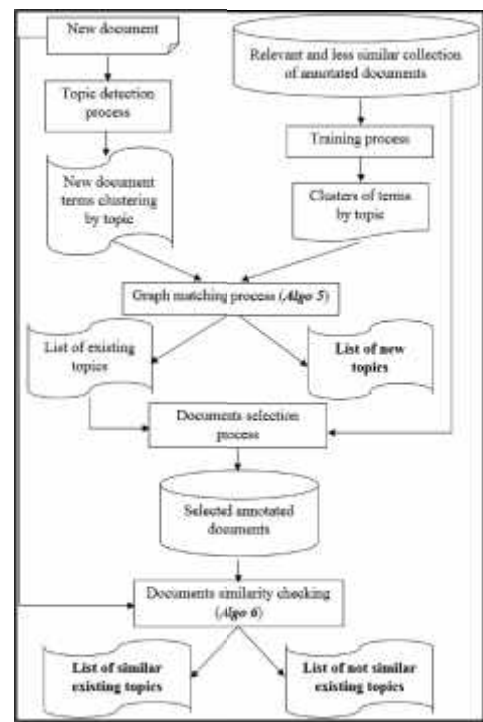 New document
Relevant and less similar collection
of annotated documents
Topic detection
process
Training process
New document
terms clustering
by topic
Clusters of terms
by topic
Graph matching process (Algo 5)
List of existing
topics
List of new
topics
Documents selection
process
Selected annotated
documents
Documents similarity checking
(Algo 6)
List of similar
existing topics
List of not similar
existing topics